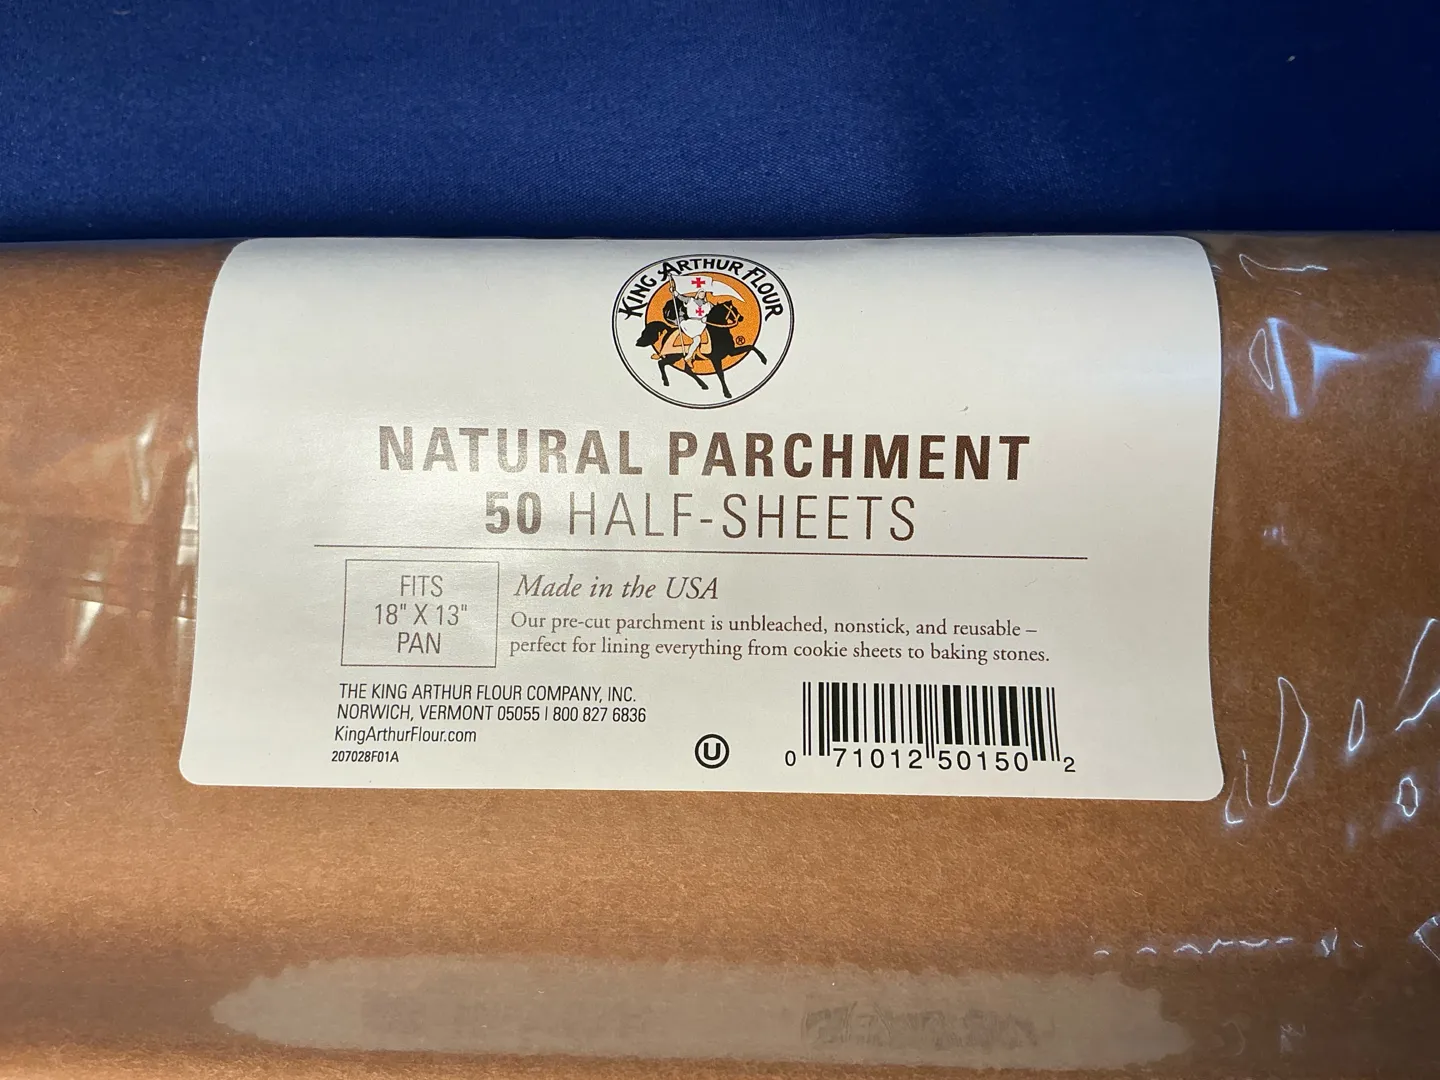 KING ARTHUR FLOUR
®
NATURAL PARCHMENT
50 HALF-SHEETS
FITS
18" X 13"
PAN
Made in the USA
Our pre-cut parchment is unbleached, nonstick, and reusable –
perfect for lining everything from cookie sheets to baking stones.
THE KING ARTHUR FLOUR COMPANY, INC.
NORWICH, VERMONT 05055 | 800 827 6836
KingArthurFlour.com
207028F01A
U
0 71012 50150 2